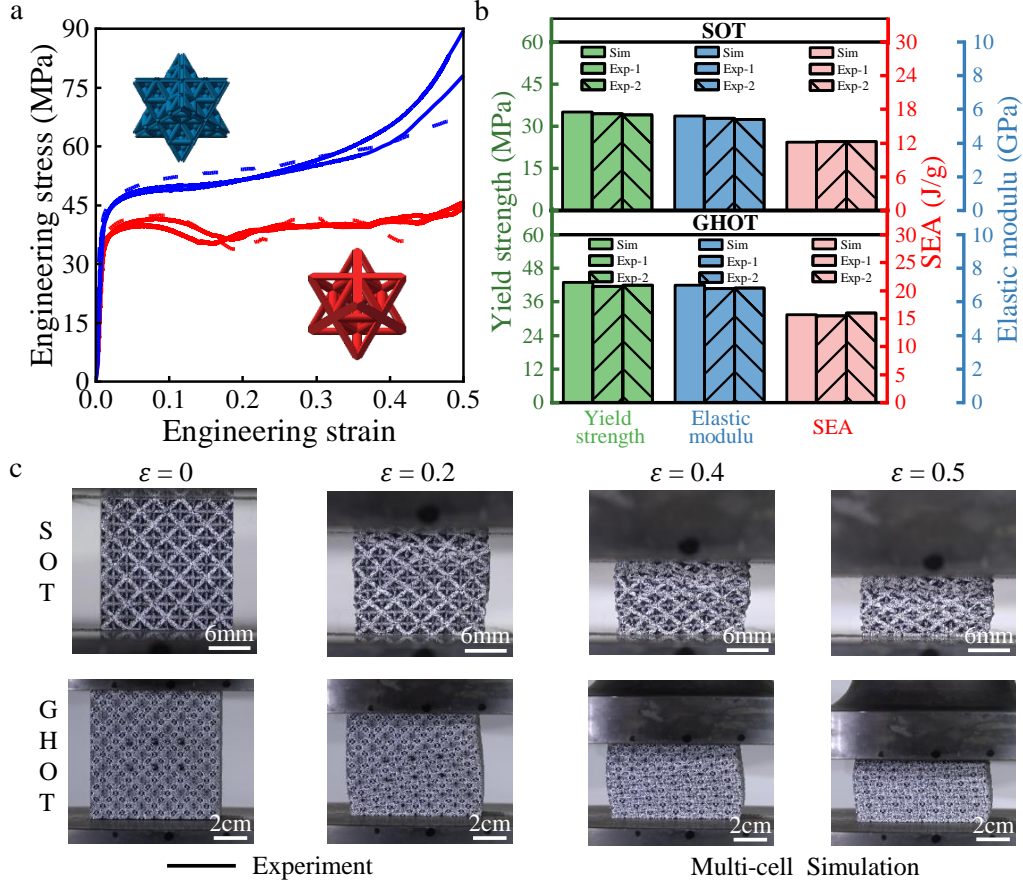 a
Engineering stress (MPa)
90
75
60
45
30
15
0
0.0 0.1 0.2 0.3 0.4 0.5
Engineering strain
b
SOT
Sim Sim Sim
Exp-1 Exp-1 Exp-1
Exp-2 Exp-2 Exp-2
60
45
30
15
0
30
24
18
12
6
0
10
8
6
4
2
0
GHOT
Sim Sim Sim
Exp-1 Exp-1 Exp-1
Exp-2 Exp-2 Exp-2
60
48
36
24
12
0
30
25
20
15
10
5
0
10
8
6
4
2
0
Yield strength (MPa)
SEA (J/g)
Elastic modulu (GPa)
Yield
strength
Elastic
modulu
SEA
c
ε = 0 ε = 0.2 ε = 0.4 ε = 0.5
S
O
T
6mm 6mm 6mm 6mm
G
H
O
T
2cm 2cm 2cm 2cm
Experiment Multi-cell Simulation